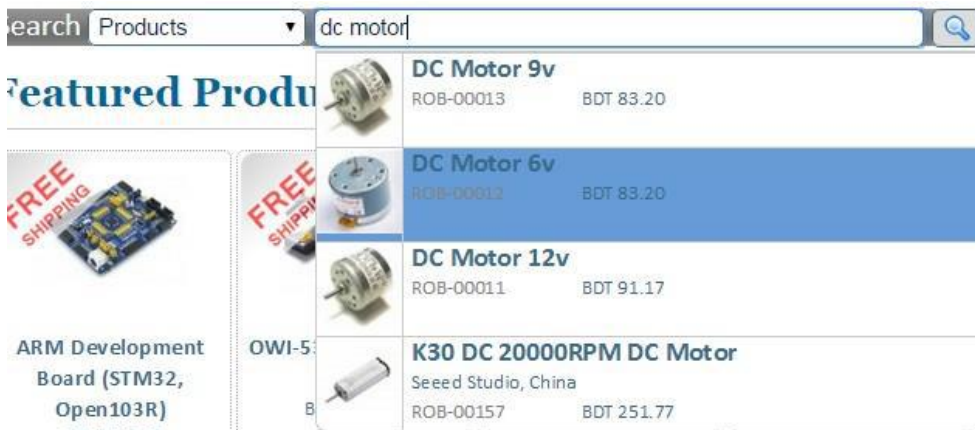 Search Products dc motor
Featured Produ
DC Motor 9v
ROB-00013 BDT 83.20
DC Motor 6v
ROB-00012 BDT 83.20
DC Motor 12v
ROB-00011 BDT 91.17
K30 DC 20000RPM DC Motor
Seeed Studio, China
ROB-00157 BDT 251.77
FREE
SHIPPING
ARM Development
Board (STM32,
Open103R)
FREE
SHIPPI
OWI-5
B